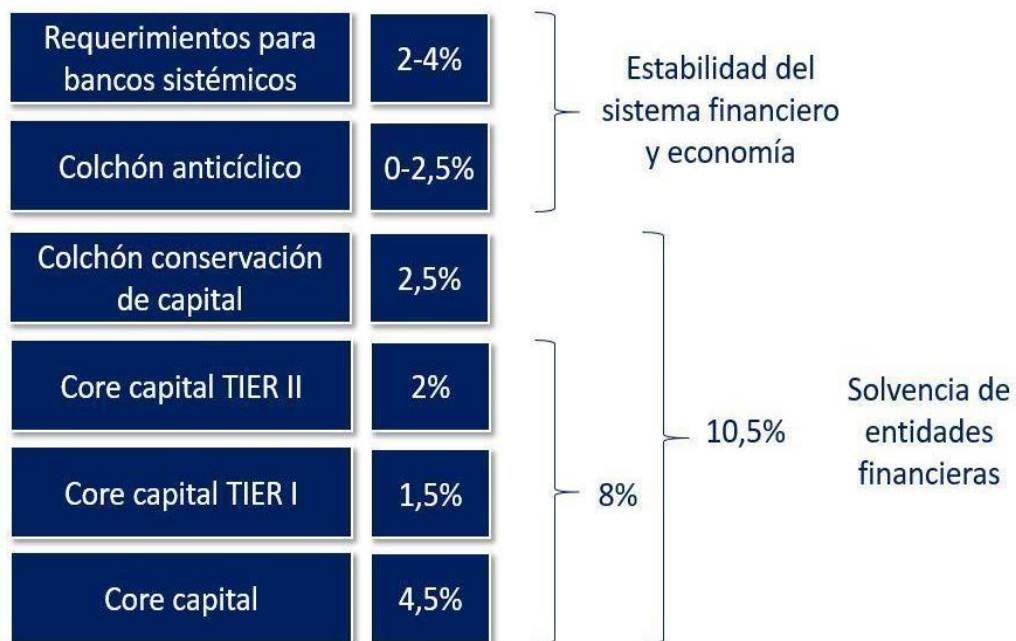 Requerimientos para
bancos sistémicos
2-4%
Colchón anticíclico
0-2,5%
Estabilidad del
sistema financiero
y economía
Colchón conservación
de capital
2,5%
Core capital TIER II
2%
Core capital TIER I
1,5%
Core capital
4,5%
8%
10,5%
Solvencia de
entidades
financieras